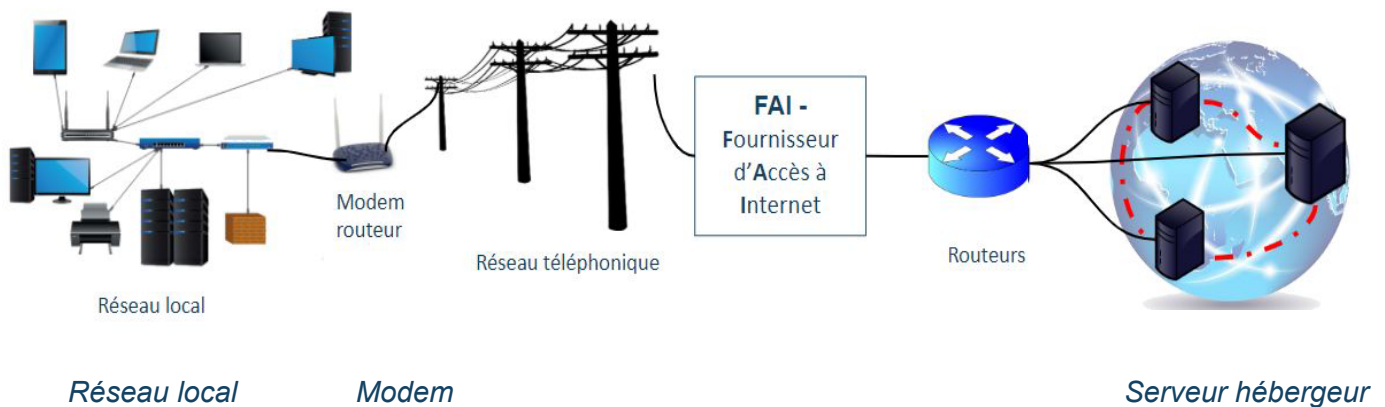 FAI -
Fournisseur
d'Accès à
Internet
Modem
routeur
Réseau téléphonique
Routeurs
Réseau local
Réseau local
Modem
Serveur hébergeur